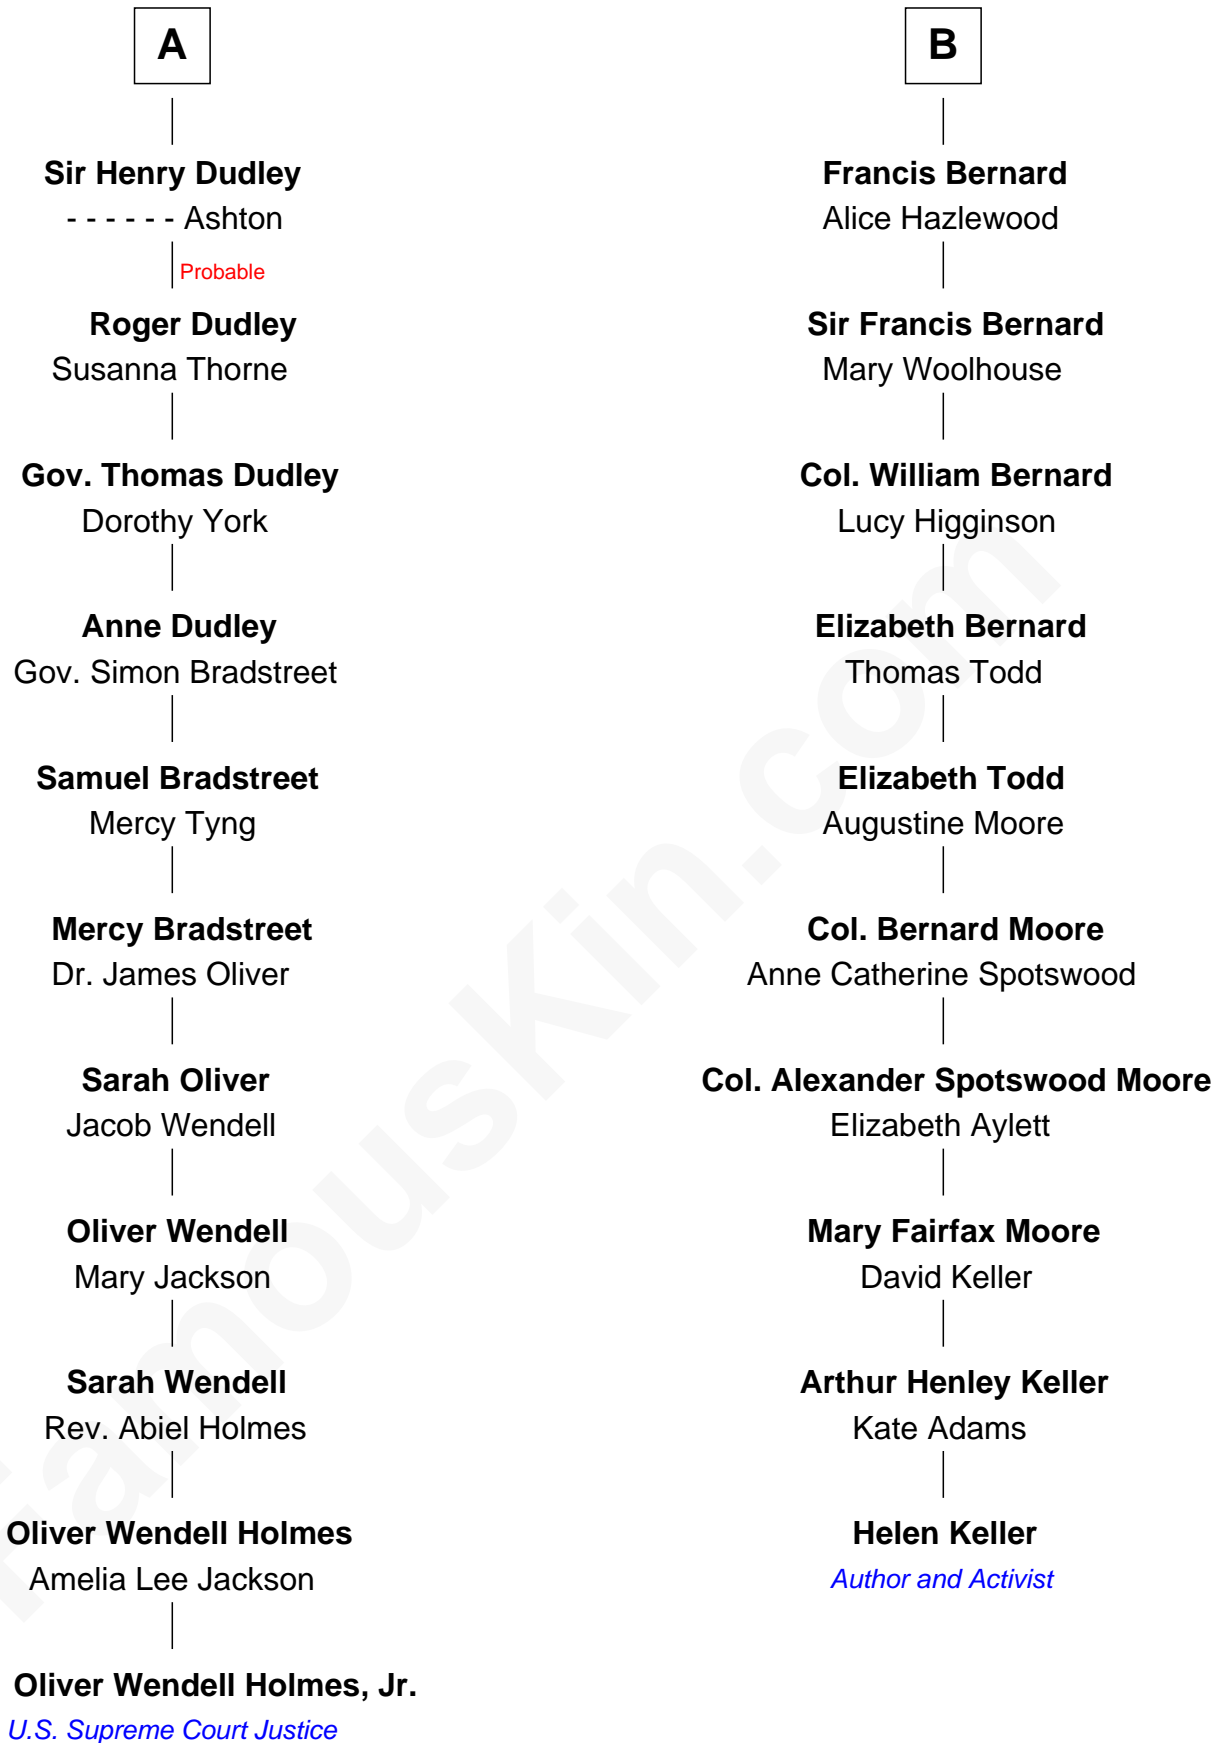 A
Sir Henry Dudley
- - - - - - Ashton
Probable
Roger Dudley
Susanna Thorne
Gov. Thomas Dudley
Dorothy York
Anne Dudley
Gov. Simon Bradstreet
Samuel Bradstreet
Mercy Tyng
Mercy Bradstreet
Dr. James Oliver
Sarah Oliver
Jacob Wendell
Oliver Wendell
Mary Jackson
Sarah Wendell
Rev. Abiel Holmes
Oliver Wendell Holmes
Amelia Lee Jackson
Oliver Wendell Holmes, Jr.
U.S. Supreme Court Justice
B
Francis Bernard
Alice Hazlewood
Sir Francis Bernard
Mary Woolhouse
Col. William Bernard
Lucy Higginson
Elizabeth Bernard
Thomas Todd
Elizabeth Todd
Augustine Moore
Col. Bernard Moore
Anne Catherine Spotswood
Col. Alexander Spotswood Moore
Elizabeth Aylett
Mary Fairfax Moore
David Keller
Arthur Henley Keller
Kate Adams
Helen Keller
Author and Activist
FamousKin.com